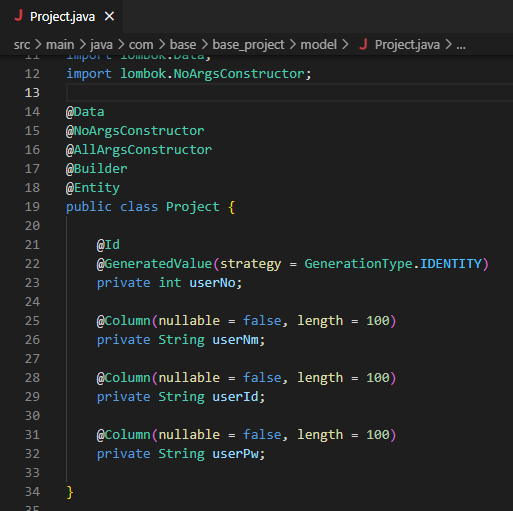 Project.java
src > main > java > com > base > base_project > model > Project.java > ...
11 import lombok.Data;
12 import lombok.NoArgsConstructor;
13
14 @Data
15 @NoArgsConstructor
16 @AllArgsConstructor
17 @Builder
18 @Entity
19 public class Project {
20
21     @Id
22     @GeneratedValue(strategy = GenerationType.IDENTITY)
23     private int userNo;
24
25     @Column(nullable = false, length = 100)
26     private String userNm;
27
28     @Column(nullable = false, length = 100)
29     private String userId;
30
31     @Column(nullable = false, length = 100)
32     private String userPw;
33
34 }
35